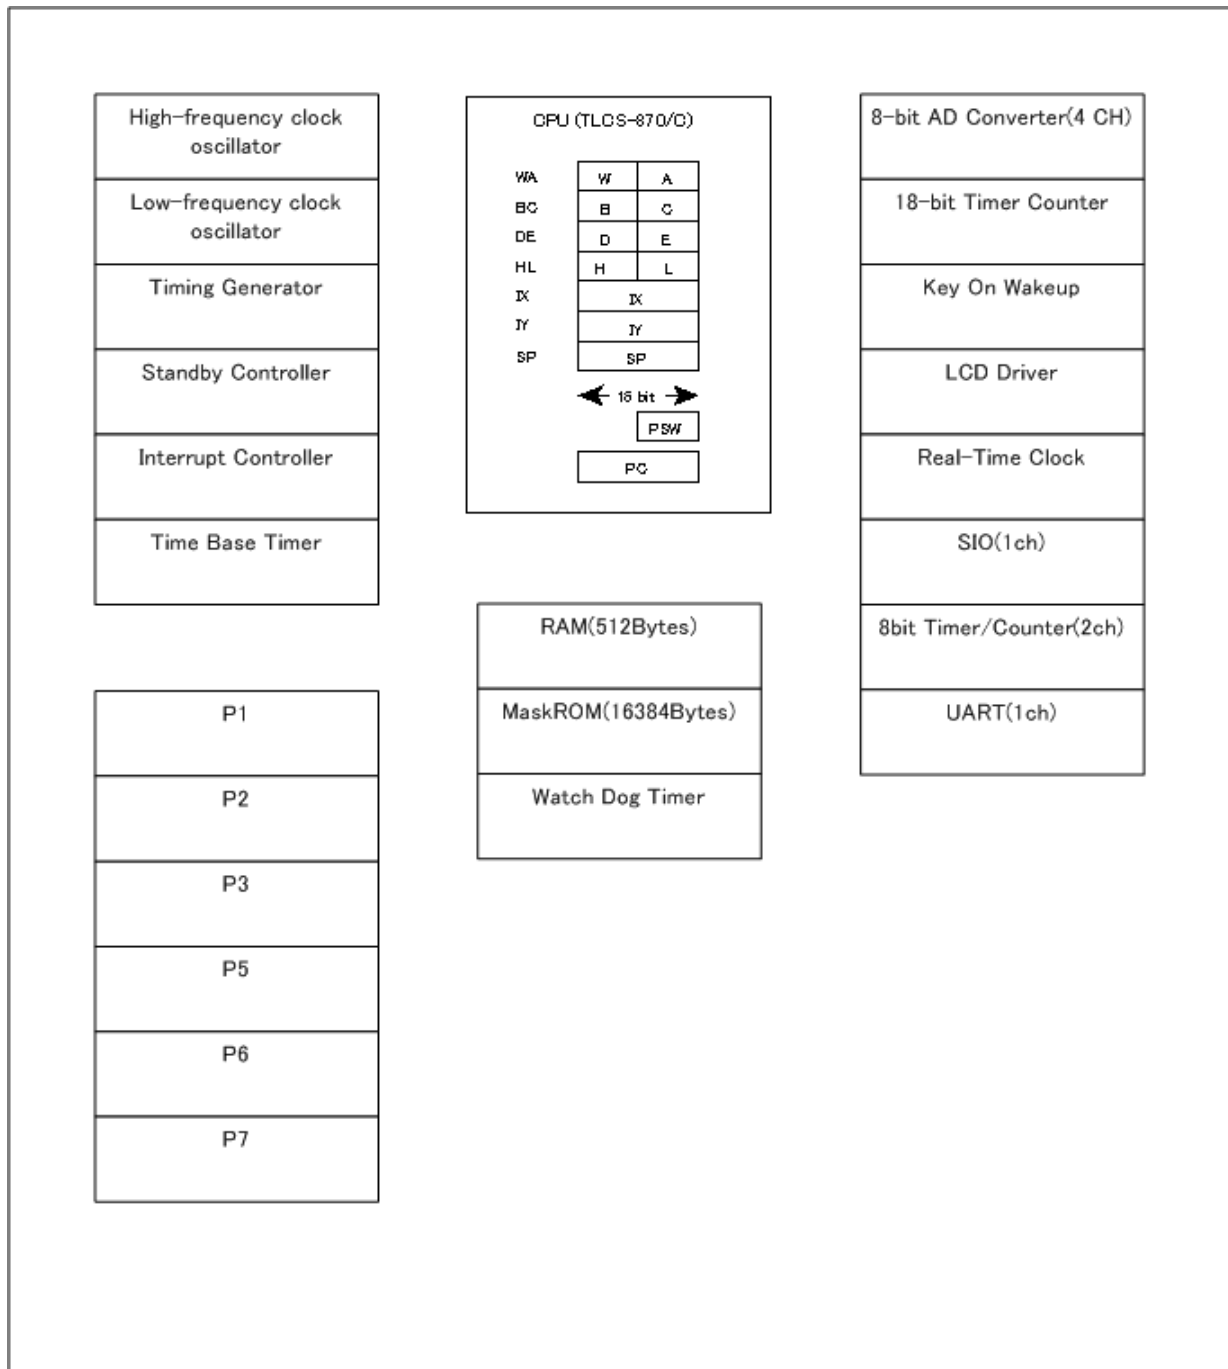 High-frequency clock
oscillator
Low-frequency clock
oscillator
Timing Generator
Standby Controller
Interrupt Controller
Time Base Timer
P1
P2
P3
P5
P6
P7
CPU (TLCS-870/C)
WA W A
BC B C
DE D E
HL H L
IX IX
IY IY
SP SP
16 bit
PSW
PC
RAM(512Bytes)
MaskROM(16384Bytes)
Watch Dog Timer
8-bit AD Converter(4 CH)
18-bit Timer Counter
Key On Wakeup
LCD Driver
Real-Time Clock
SIO(1ch)
8bit Timer/Counter(2ch)
UART(1ch)